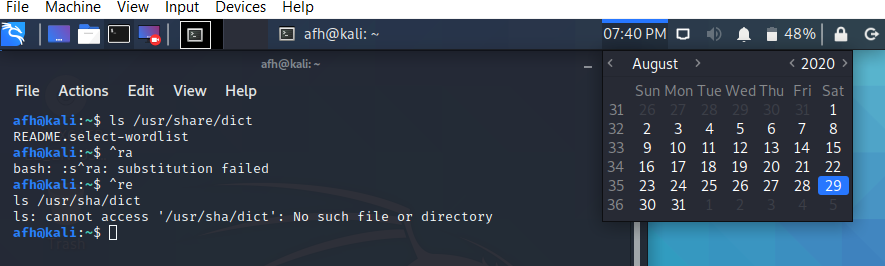 File Machine View Input Devices Help
afh@kali: ~ 07:40 PM 48%
afh@kali: ~
File Actions Edit View Help
afh@kali:~$ ls /usr/share/dict
README.select-wordlist
afh@kali:~$ ^ra
bash: :s^ra: substitution failed
afh@kali:~$ ^re
ls /usr/sha/dict
ls: cannot access '/usr/sha/dict': No such file or directory
afh@kali:~$
Trash
< August > < 2020 >
Sun Mon Tue Wed Thu Fri Sat
31 26 27 28 29 30 31 1
32 2 3 4 5 6 7 8
33 9 10 11 12 13 14 15
34 16 17 18 19 20 21 22
35 23 24 25 26 27 28 29
36 30 31 1 2 3 4 5